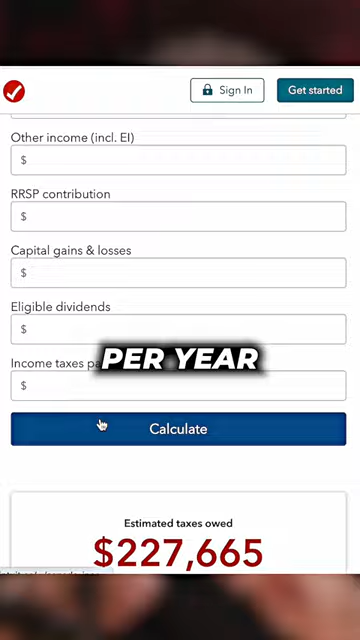 Sign In
Get started
Other income (incl. EI)
$
RRSP contribution
$
Capital gains & losses
$
Eligible dividends
$
Income taxes
PER YEAR
$
Calculate
Estimated taxes owed
$227,665